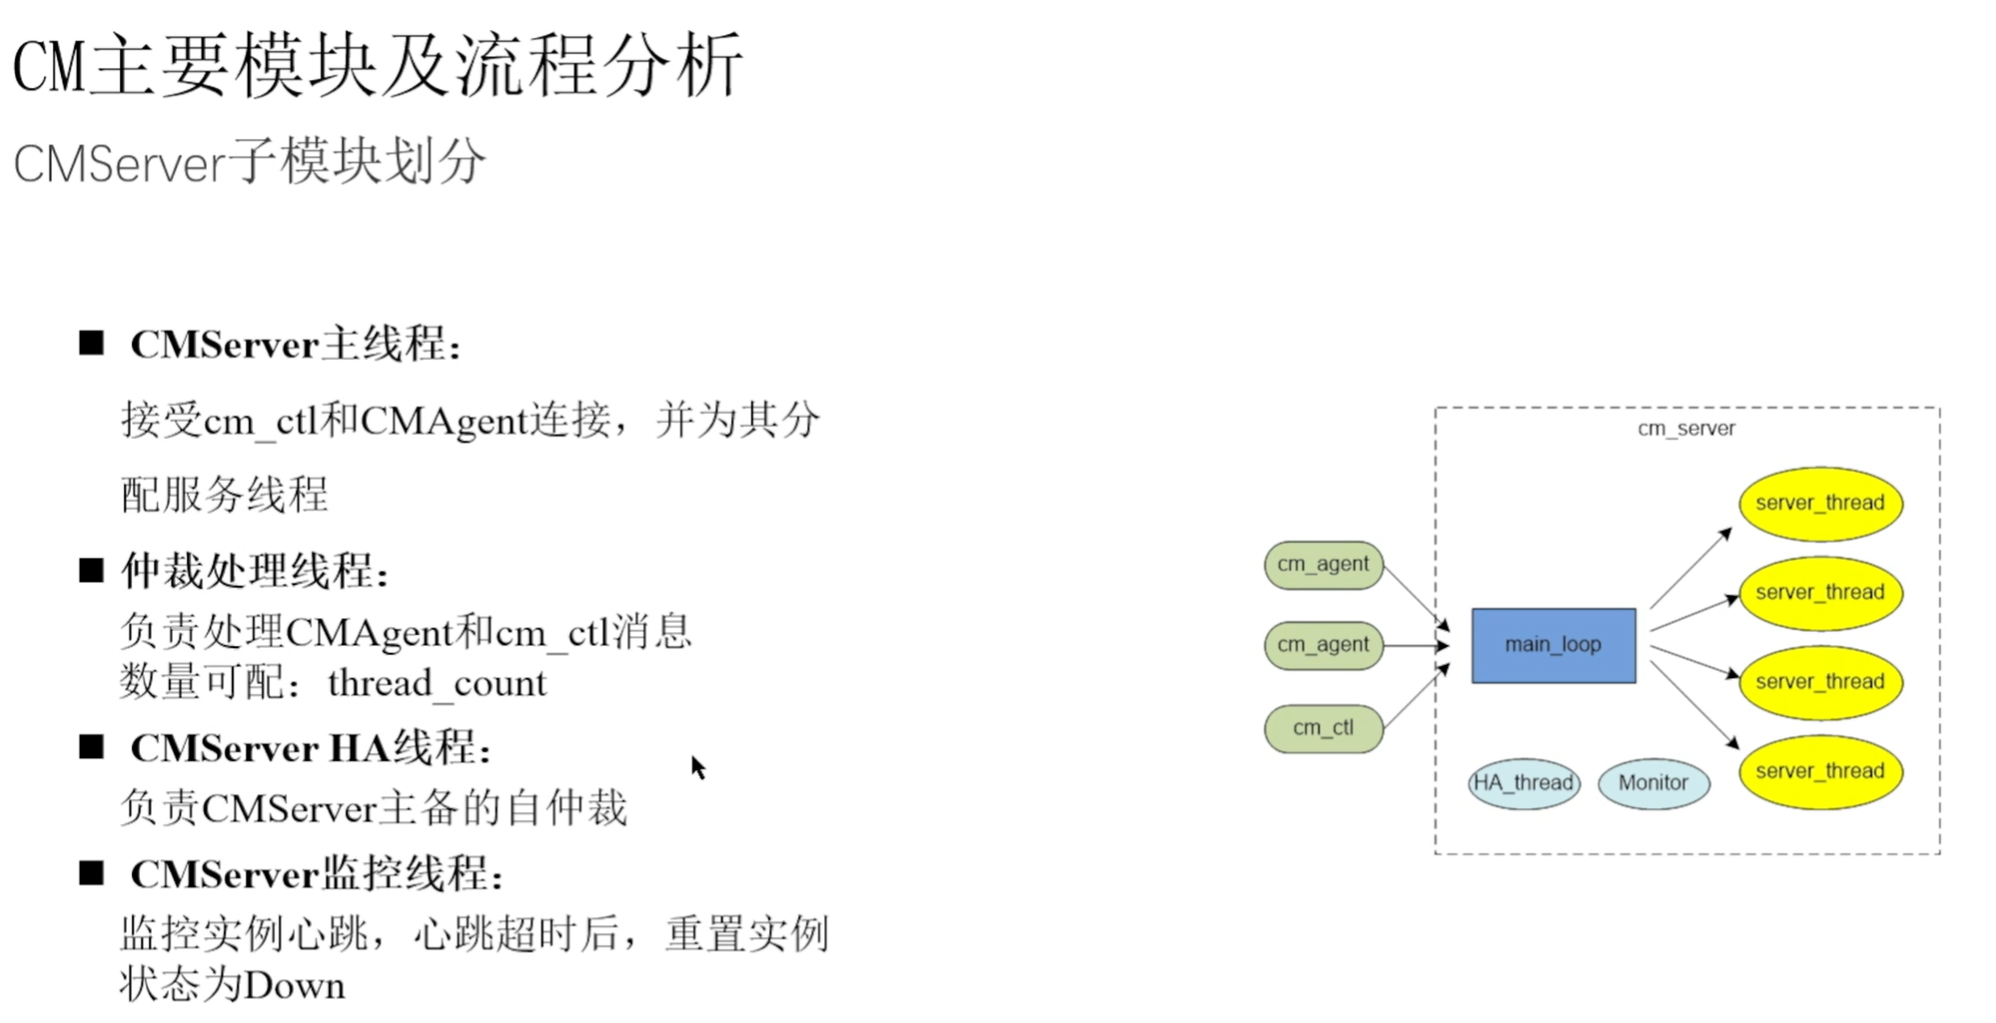 CM主要模块及流程分析
CMServer子模块划分
■ CMServer主线程：
接受cm_ctl和CMAgent连接，并为其分
配服务线程
■ 仲裁处理线程：
负责处理CMAgent和cm_ctl消息
数量可配：thread_count
■ CMServer HA线程：
负责CMServer主备的自仲裁
■ CMServer监控线程：
监控实例心跳，心跳超时后，重置实例
状态为Down
cm_server
cm_agent
cm_agent
cm_ctl
main_loop
HA_thread
Monitor
server_thread
server_thread
server_thread
server_thread